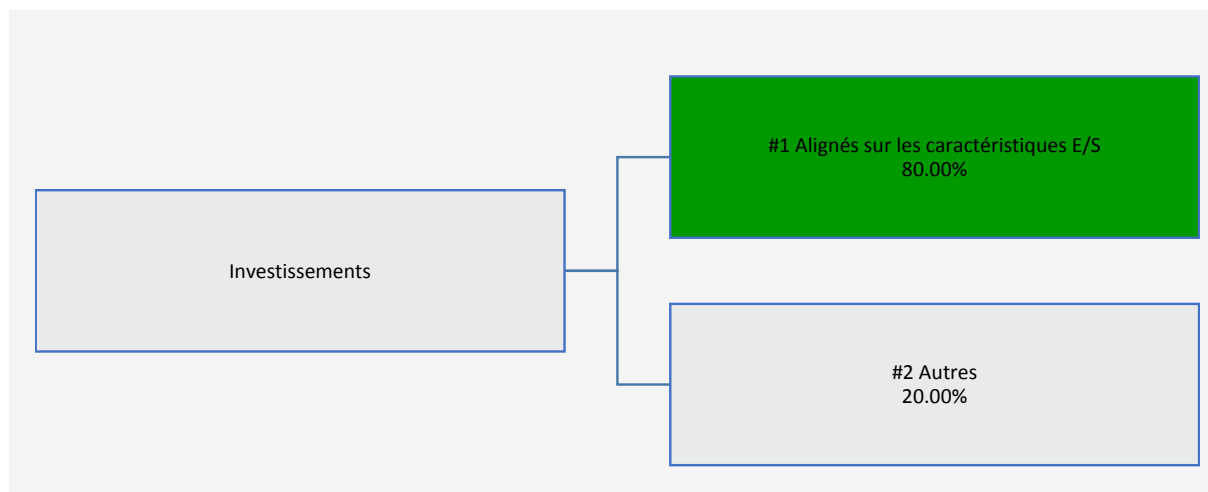 #1 Alignés sur les caractéristiques E/S
80.00%
Investissements
#2 Autres
20.00%